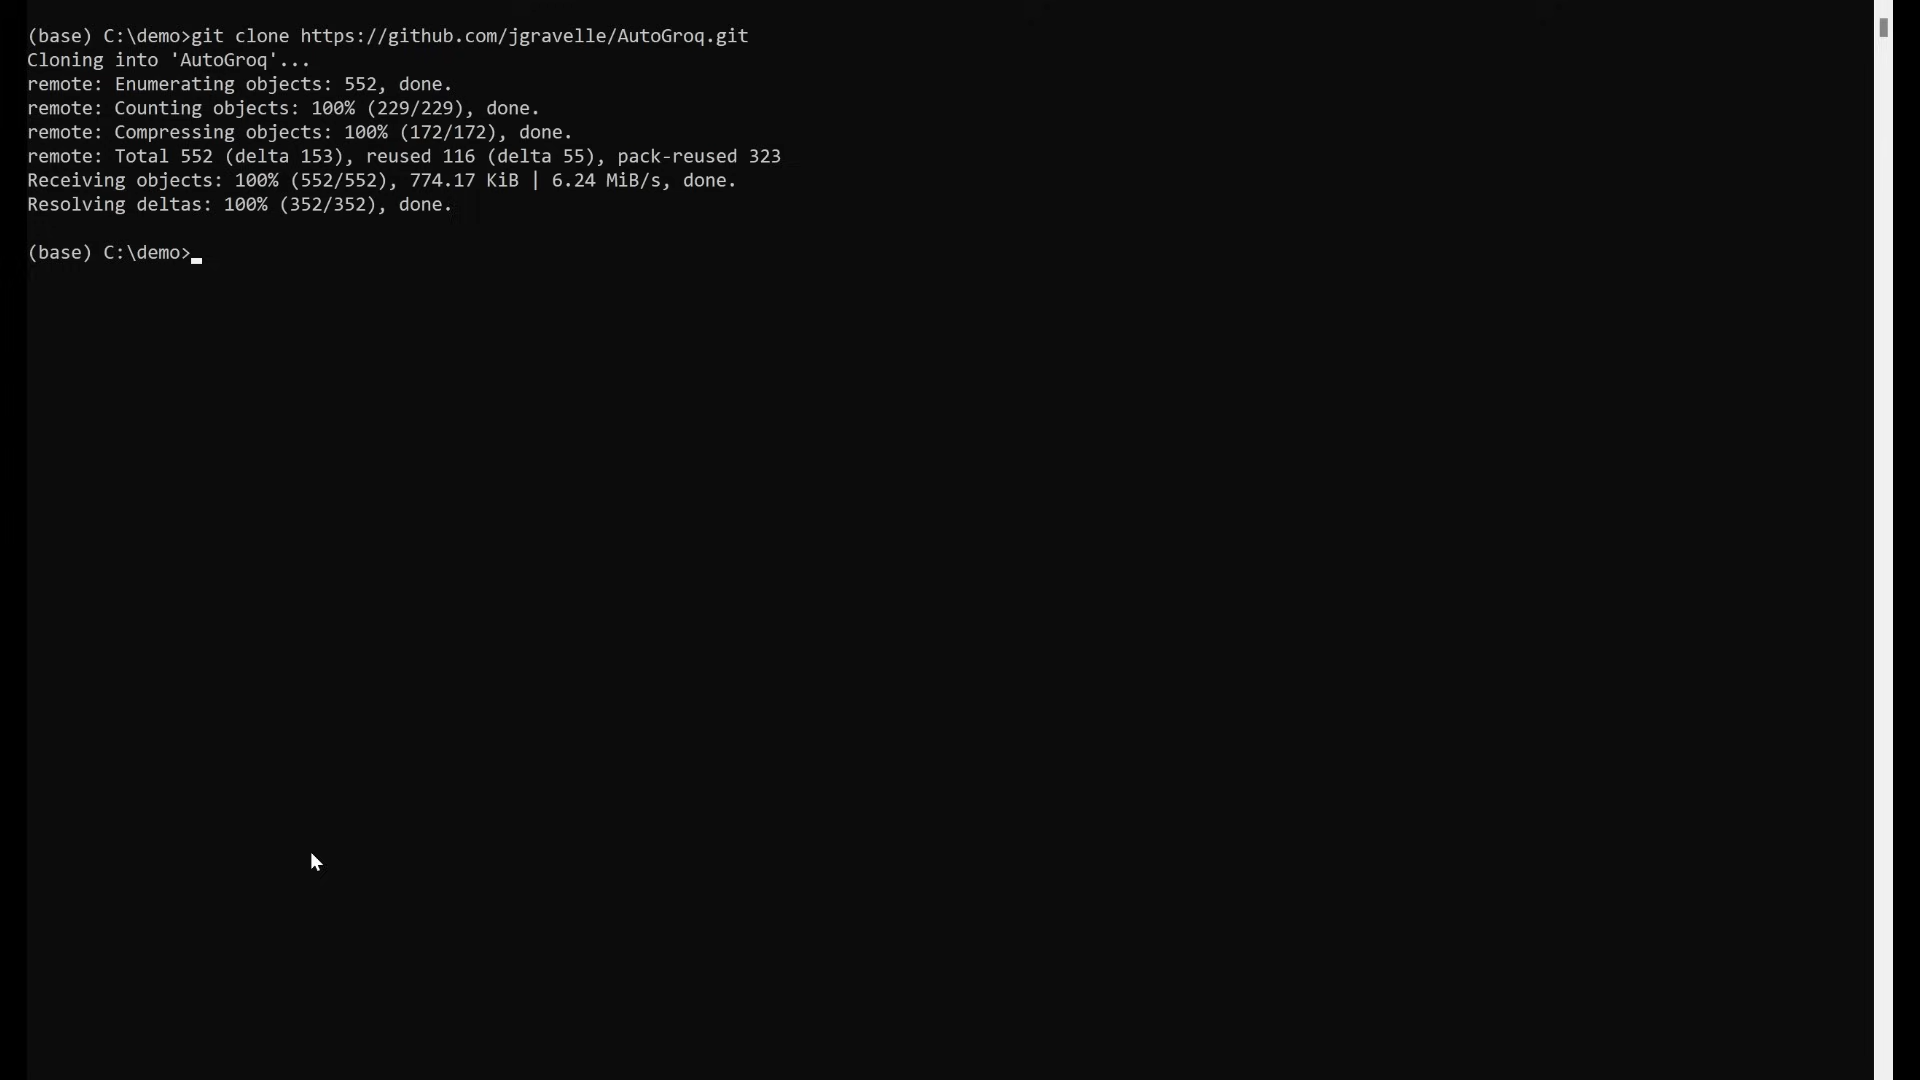 (base) C:\demo>git clone https://github.com/jgravelle/AutoGroq.git
Cloning into 'AutoGroq'...
remote: Enumerating objects: 552, done.
remote: Counting objects: 100% (229/229), done.
remote: Compressing objects: 100% (172/172), done.
remote: Total 552 (delta 153), reused 116 (delta 55), pack-reused 323
Receiving objects: 100% (552/552), 774.17 KiB | 6.24 MiB/s, done.
Resolving deltas: 100% (352/352), done.
(base) C:\demo>